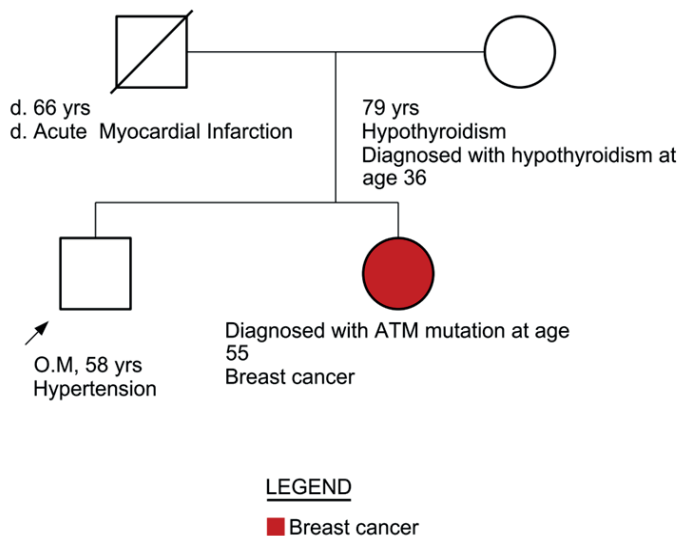 d. 66 yrs
d. Acute Myocardial Infarction
79 yrs
Hypothyroidism
Diagnosed with hypothyroidism at
age 36
O.M, 58 yrs
Hypertension
Diagnosed with ATM mutation at age
55
Breast cancer
LEGEND
Breast cancer